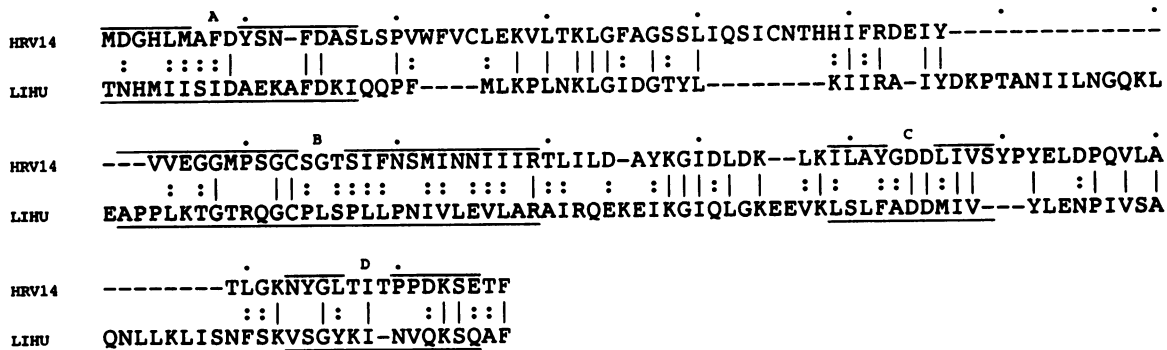 A
HRV14 MDGHLMAFDYSN-FDASLSPVWFVCLEKVLTKLGFAGSSLIQSICNTHHIFRDEIY--------------
LIHU TNHMIISIDAEKAFDKIQQPF----MLKPLNKLGIDGTYL--------KIIRA-IYDKPTANIILNGQKL
B C
HRV14 ---VVEGGMPSGCSGTSIFNSMINNIIIRTLILD-AYKGIDLDK--LKILAYGDDLIVSYPYELDPQVLA
LIHU EAPPLKTGTRQGCPLSPLLPNIVLEVLARAIRQEKEIKGIQLGKEEVKLSLFADDMIV---YLENPIVSA
D
HRV14 --------TLGKNYGLTITPPDKSETF
LIHU QNLLKLISNFSKVSGYKI-NVQKSQAF